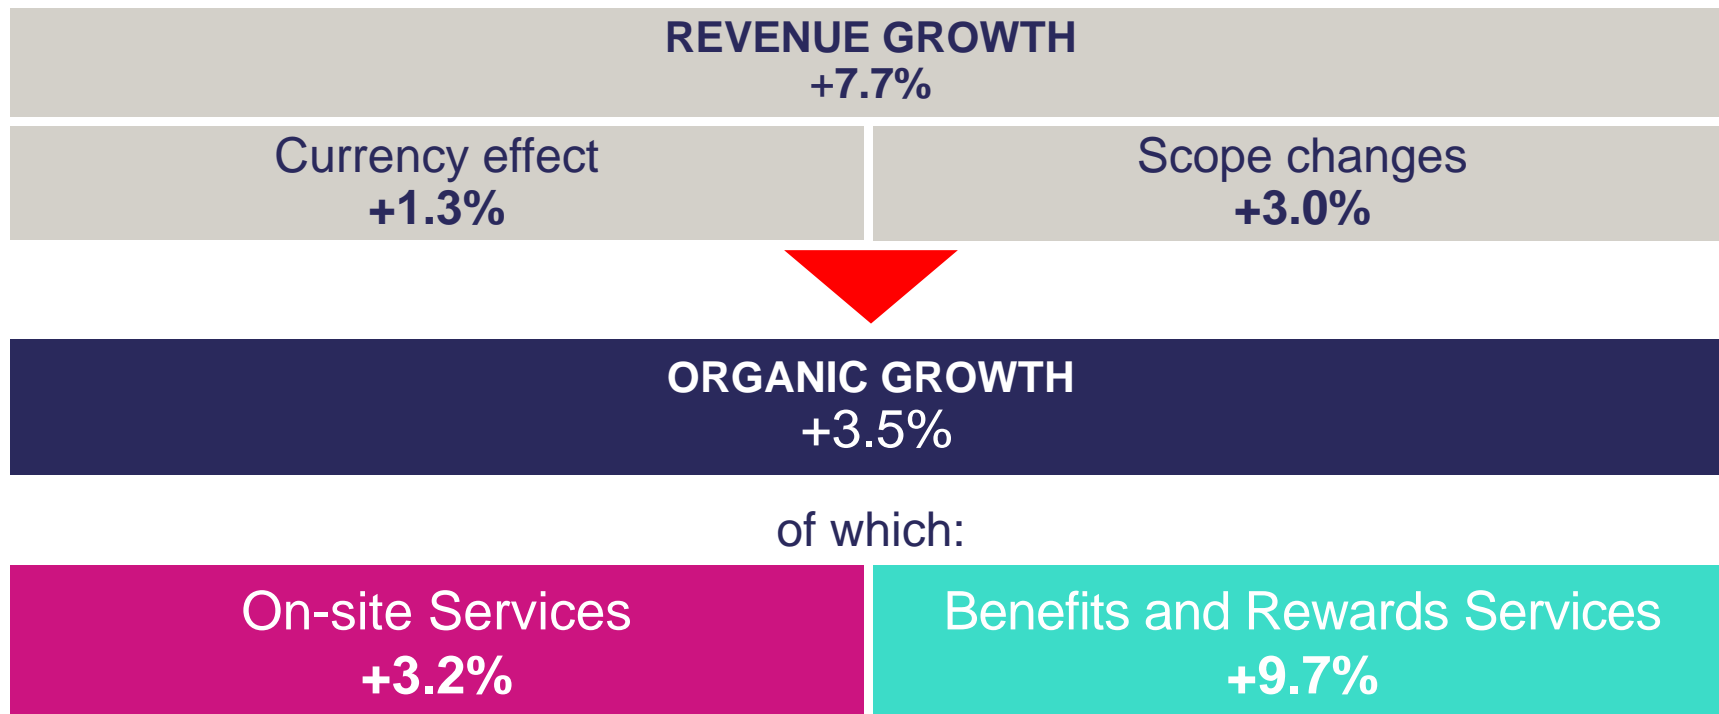 REVENUE GROWTH
+7.7%
Currency effect
+1.3%
Scope changes
+3.0%
ORGANIC GROWTH
+3.5%
of which:
On-site Services
+3.2%
Benefits and Rewards Services
+9.7%